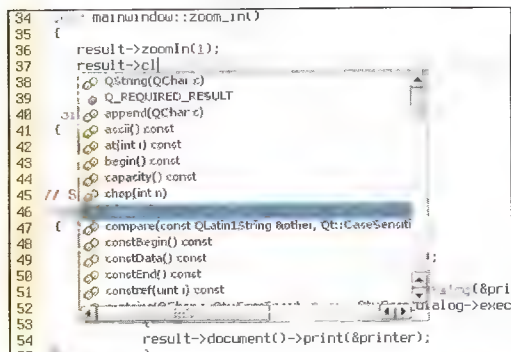 34 mainwindow::zoom_in()
35 {
36 result->zoomIn(1);
37 result->cl
38 QString(QChar c)
39 Q_REQUIRED_RESULT
40 append(QChar c)
41 { ascii() const
42 at(int i) const
43 begin() const
44 capacity() const
45 // S chop(int n)
46
47 { compare(const QLatin1String &other, Qt::CaseSensiti
48 constBegin() const
49 constData() const
50 constEnd() const
51 constref(uint i) const (&pri
52 ialog->exec
53
54 result->document()->print(&printer);